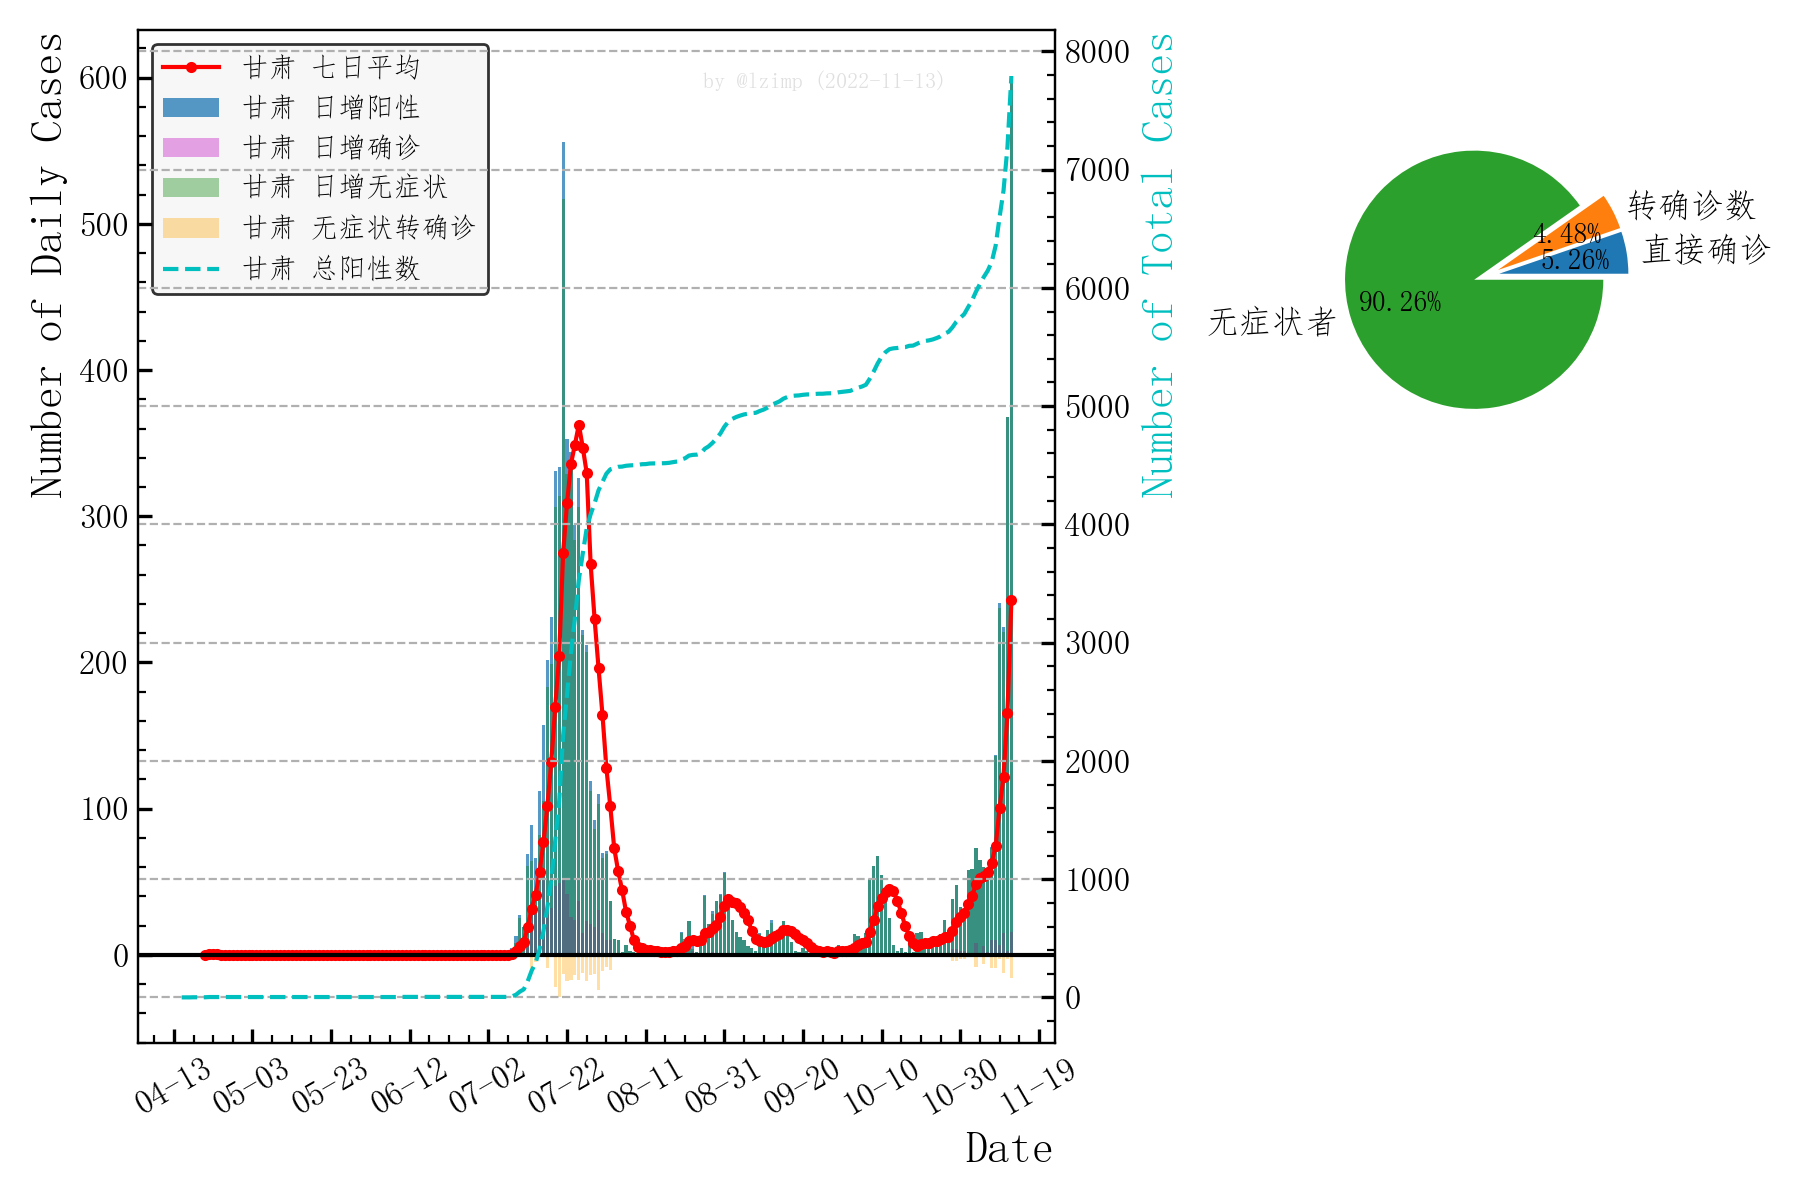 Number of Daily Cases
600
500
400
300
200
100
0
甘肃 七日平均
甘肃 日增阳性
甘肃 日增确诊
甘肃 日增无症状
甘肃 无症状转确诊
甘肃 总阳性数
by @lzimp (2022-11-13)
8000
7000
6000
5000
4000
3000
2000
1000
0
Number of Total Cases
04-13
05-03
05-23
06-12
07-02
07-22
08-11
08-31
09-20
10-10
10-30
11-19
Date
转确诊数
4.48%
直接确诊
5.26%
90.26%
无症状者